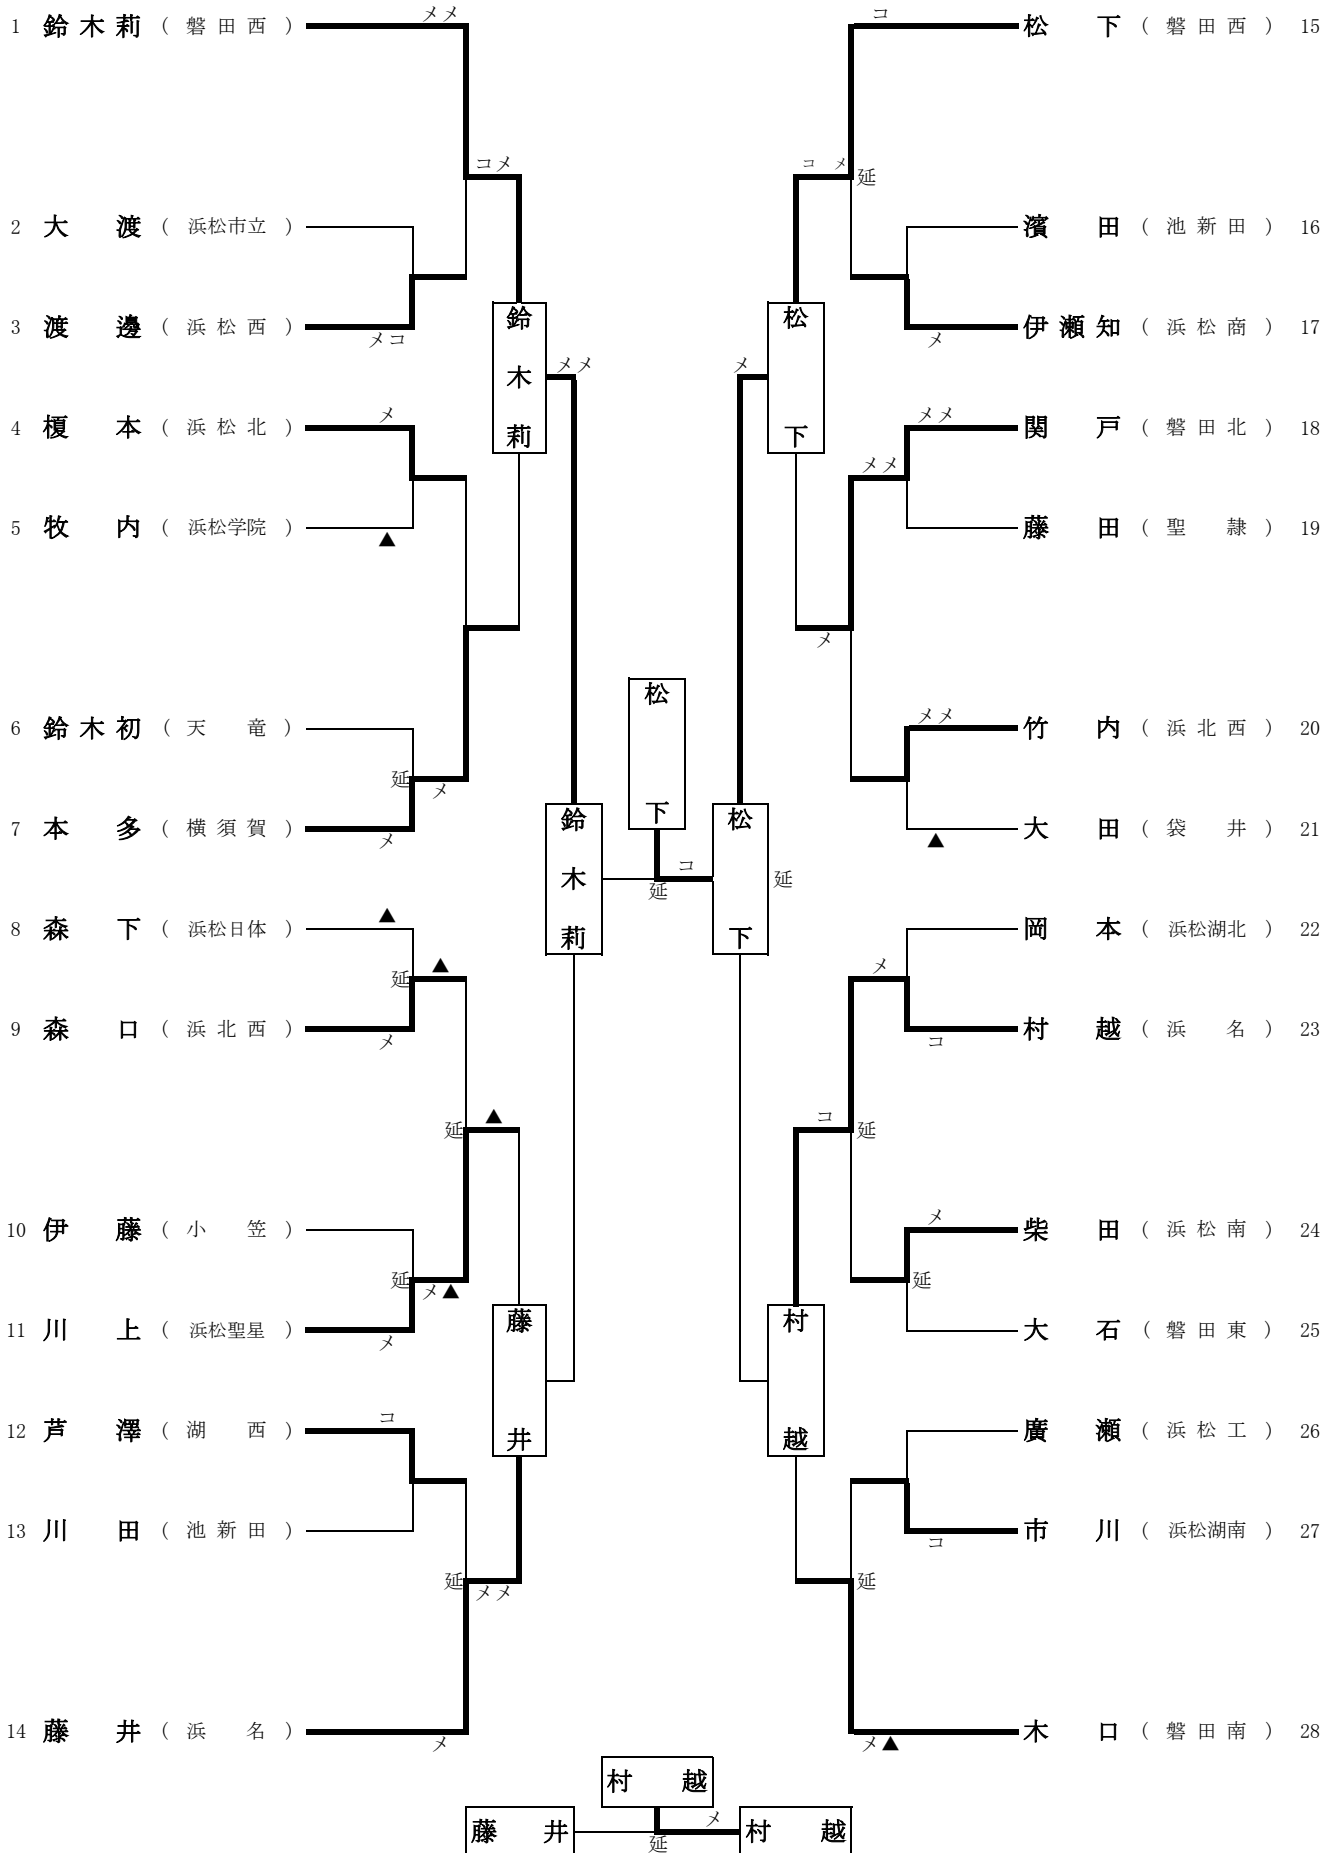 メメ コ
1 鈴木莉 ( 磐田西 ) 松 下 ( 磐田西 ) 15
コメ コ メ
延
2 大 渡 ( 浜松市立 ) 濱 田 ( 池新田 ) 16
3 渡 邊 ( 浜松西 ) 鈴木莉 松下 伊瀬知 ( 浜松商 ) 17
メコ メ
メメ メ
メ メメ
4 榎 本 ( 浜松北 ) 関 戸 ( 磐田北 ) 18
メメ
5 牧 内 ( 浜松学院 ) 藤 田 ( 聖 隷 ) 19
▲
メ
松下
メメ
6 鈴木初 ( 天 竜 ) 竹 内 ( 浜北西 ) 20
延 メ
7 本 多 ( 横須賀 ) 鈴木莉 松下 大 田 ( 袋 井 ) 21
メ ▲
コ
延 延
▲
8 森 下 ( 浜松日体 ) 岡 本 ( 浜松湖北 ) 22
延 ▲ メ
9 森 口 ( 浜北西 ) 村 越 ( 浜 名 ) 23
メ コ
延 ▲ コ 延
メ
10 伊 藤 ( 小 笠 ) 柴 田 ( 浜松南 ) 24
延 メ▲ 延
11 川 上 ( 浜松聖星 ) 藤井 村越 大 石 ( 磐田東 ) 25
メ
コ
12 芦 澤 ( 湖 西 ) 廣 瀬 ( 浜松工 ) 26
13 川 田 ( 池新田 ) 市 川 ( 浜松湖南 ) 27
コ
延 メメ 延
14 藤 井 ( 浜 名 ) 木 口 ( 磐田南 ) 28
メ メ▲
村 越
メ
藤 井 延 村 越